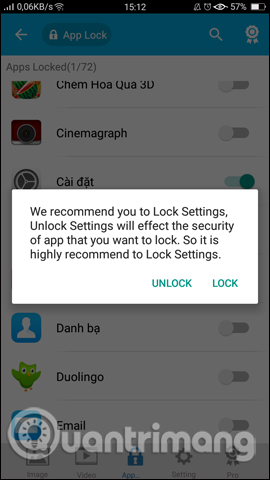 0,06KB/s 15:12 57%
App Lock
Apps Locked(1/72)
Chém Hoa Quả 3D
Cinemagraph
Cài đặt
We recommend you to Lock Settings,
Unlock Settings will effect the security
of app that you want to lock. So it is
highly recommend to Lock Settings.
UNLOCK LOCK
Danh bạ
Duolingo
Email
Quantrimang
Image Video App... Setting Pro